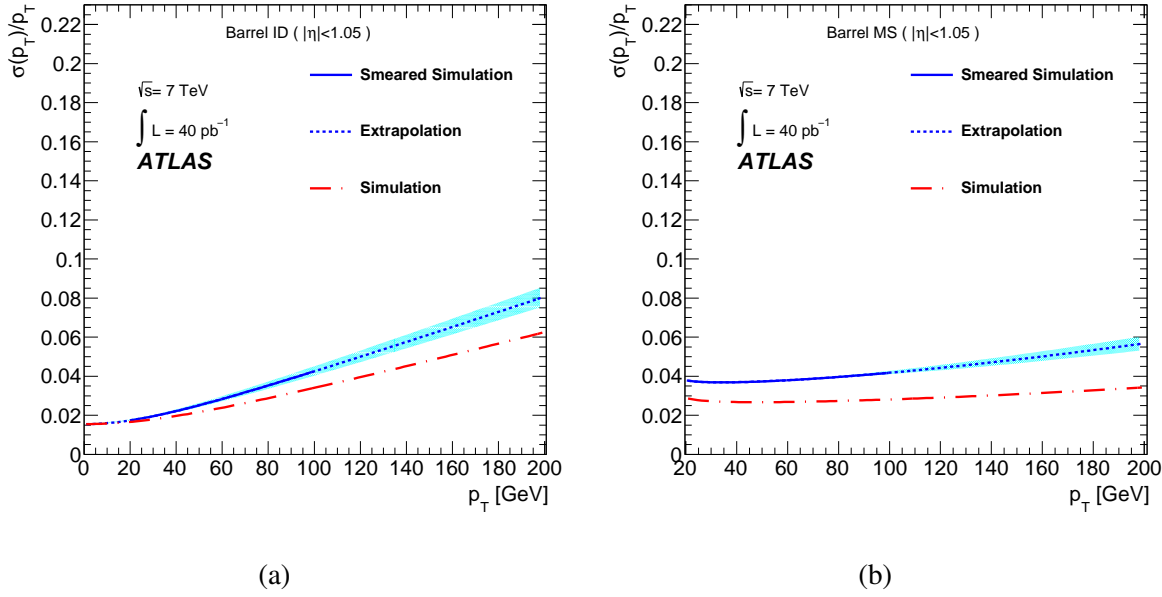 σ(p_T)/p_T
Barrel ID ( |η|<1.05 )
Smeared Simulation
√s= 7 TeV
∫ L = 40 pb⁻¹
Extrapolation
ATLAS
Simulation
0.22
0.2
0.18
0.16
0.14
0.12
0.1
0.08
0.06
0.04
0.02
0
0 20 40 60 80 100 120 140 160 180 200
p_T [GeV]
(a)
σ(p_T)/p_T
Barrel MS ( |η|<1.05 )
Smeared Simulation
√s= 7 TeV
∫ L = 40 pb⁻¹
Extrapolation
ATLAS
Simulation
0.22
0.2
0.18
0.16
0.14
0.12
0.1
0.08
0.06
0.04
0.02
0
20 40 60 80 100 120 140 160 180 200
p_T [GeV]
(b)